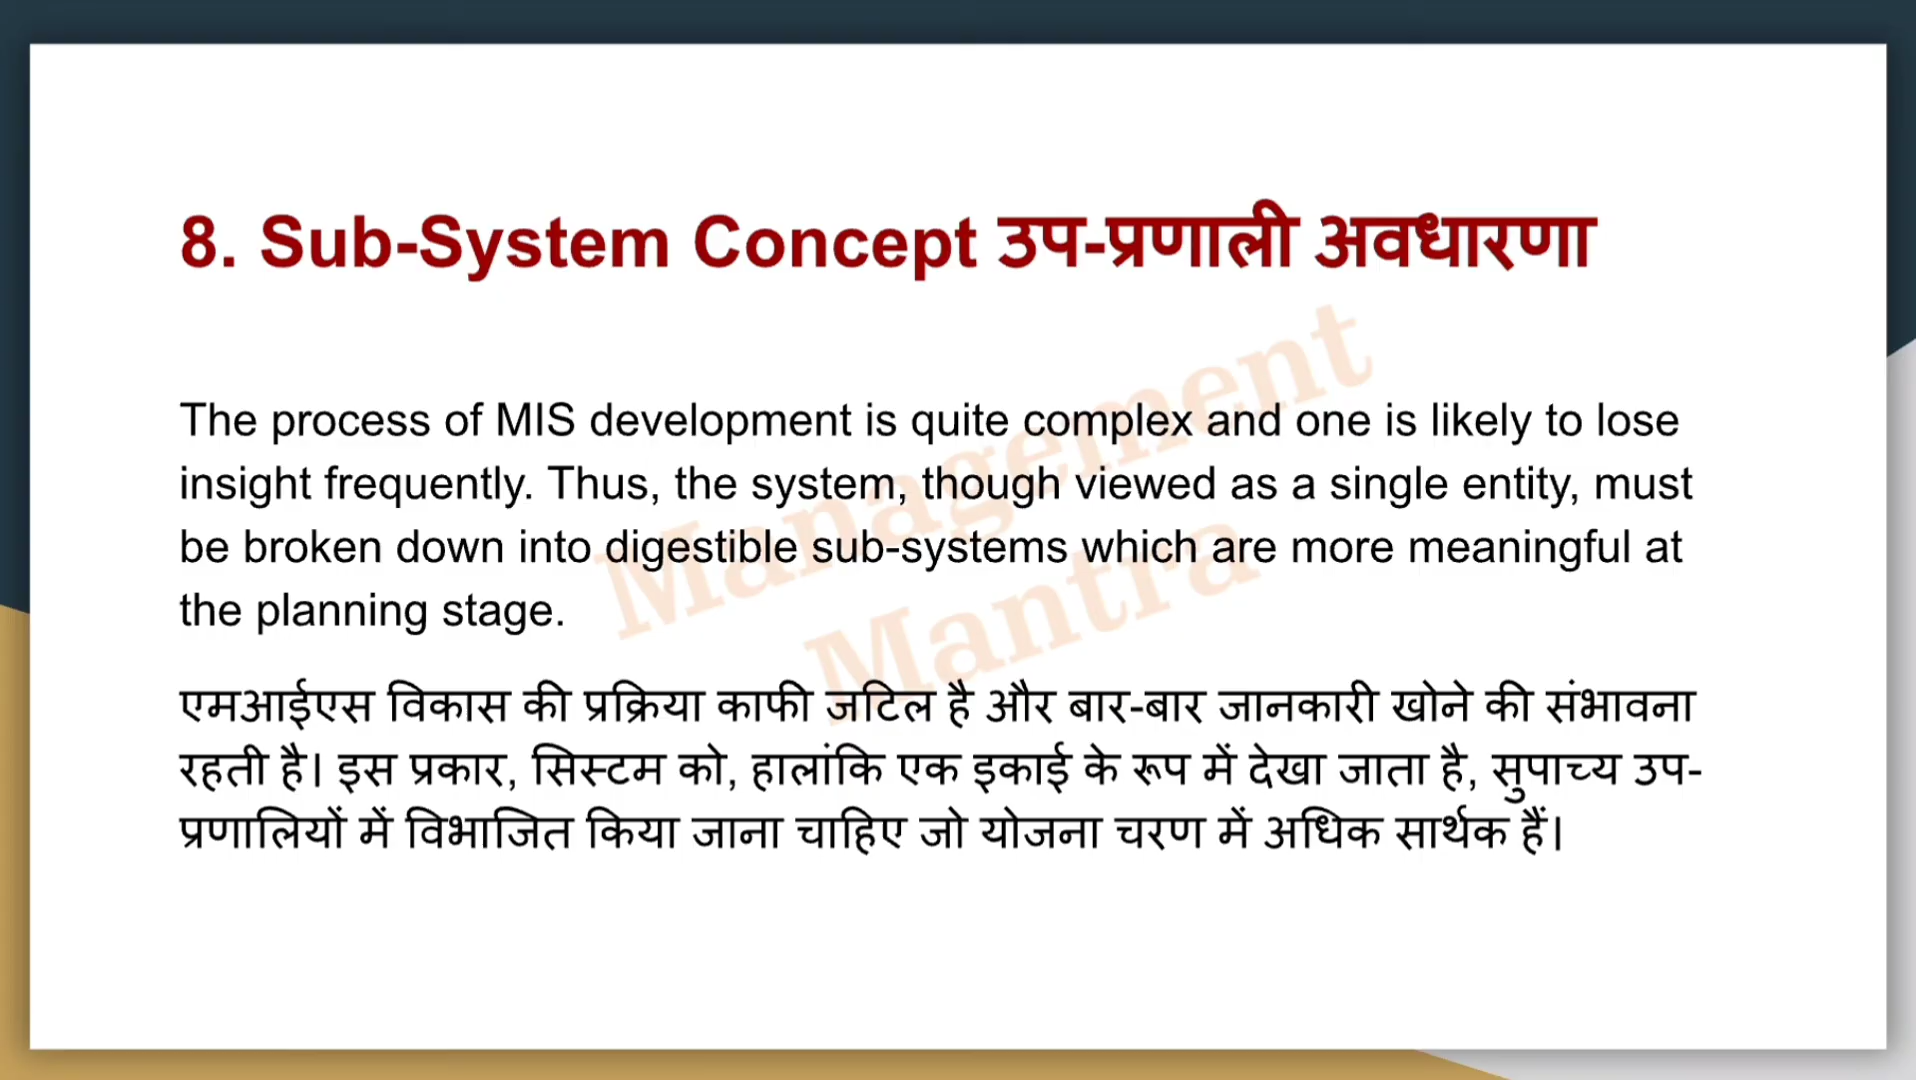 8. Sub-System Concept उप-प्रणाली अवधारणा
The process of MIS development is quite complex and one is likely to lose
insight frequently. Thus, the system, though viewed as a single entity, must
be broken down into digestible sub-systems which are more meaningful at
the planning stage.
एमआईएस विकास की प्रक्रिया काफी जटिल है और बार-बार जानकारी खोने की संभावना
रहती है। इस प्रकार, सिस्टम को, हालांकि एक इकाई के रूप में देखा जाता है, सुपाच्य उप-
प्रणालियों में विभाजित किया जाना चाहिए जो योजना चरण में अधिक सार्थक हैं।
Management
Mantra